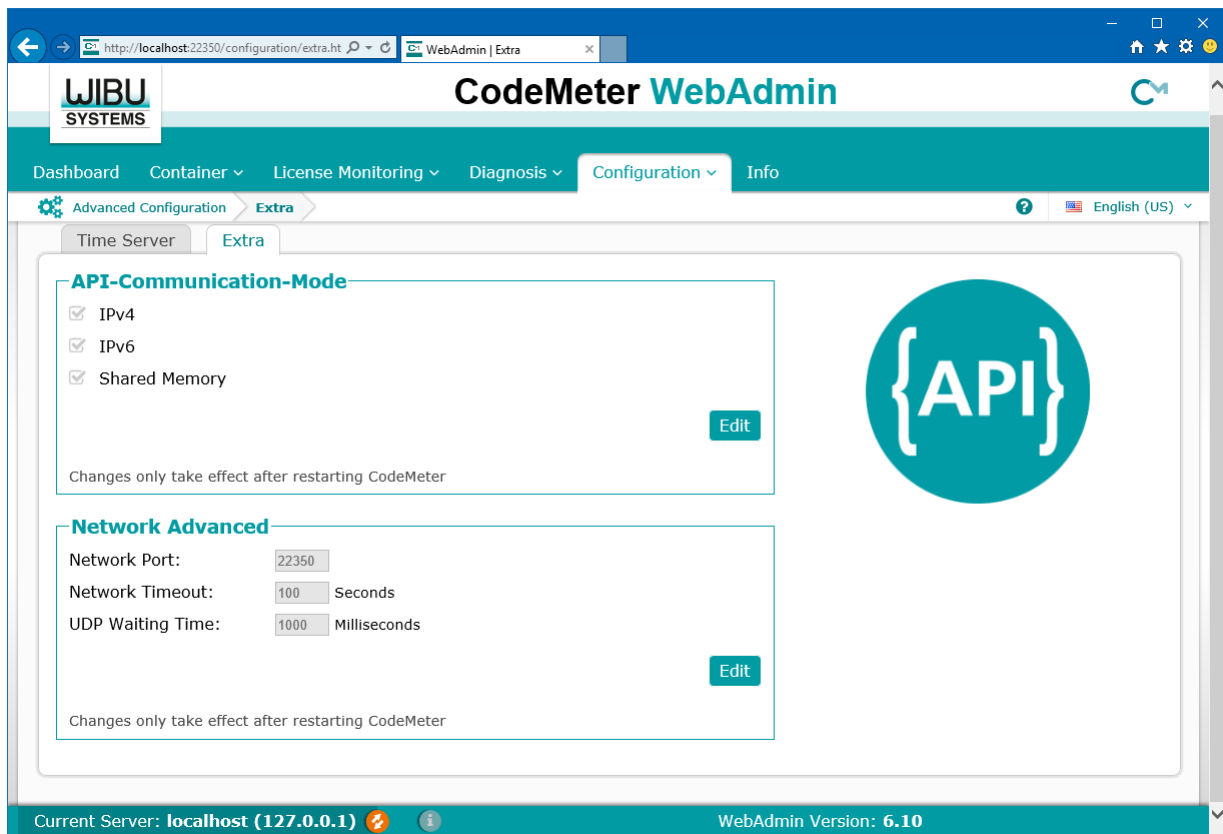 http://localhost:22350/configuration/extra.ht
WebAdmin | Extra
WIBU
SYSTEMS
CodeMeter WebAdmin
CM
Dashboard Container License Monitoring Diagnosis Configuration Info
Advanced Configuration Extra
? English (US)
Time Server Extra
API-Communication-Mode
IPv4
IPv6
Shared Memory
Edit
Changes only take effect after restarting CodeMeter
{API}
Network Advanced
Network Port: 22350
Network Timeout: 100 Seconds
UDP Waiting Time: 1000 Milliseconds
Edit
Changes only take effect after restarting CodeMeter
Current Server: localhost (127.0.0.1) i WebAdmin Version: 6.10